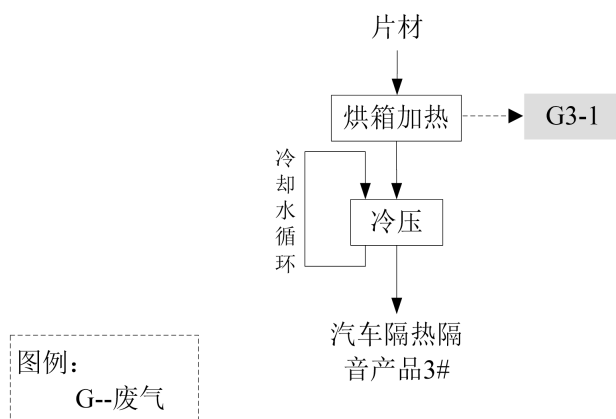 片材
烘箱加热
G3-1
冷却水循环
冷压
汽车隔热隔
音产品3#
图例：
G--废气